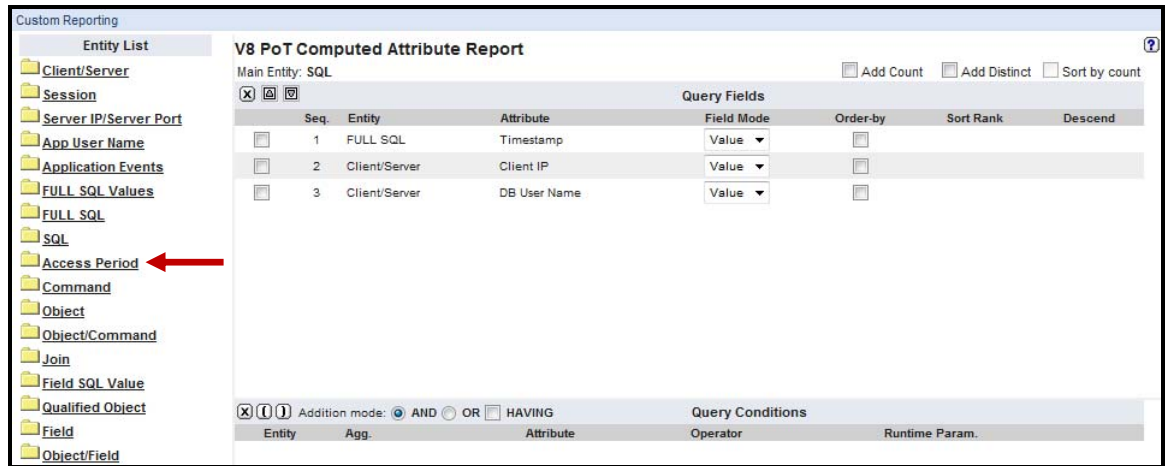 Custom Reporting
Entity List
Client/Server
Session
Server IP/Server Port
App User Name
Application Events
FULL SQL Values
FULL SQL
SQL
Access Period
Command
Object
Object/Command
Join
Field SQL Value
Qualified Object
Field
Object/Field
V8 PoT Computed Attribute Report
?
Main Entity: SQL
Add Count Add Distinct Sort by count
X Query Fields
Seq. Entity Attribute Field Mode Order-by Sort Rank Descend
1 FULL SQL Timestamp Value
2 Client/Server Client IP Value
3 Client/Server DB User Name Value
X ( ) Addition mode: AND OR HAVING Query Conditions
Entity Agg. Attribute Operator Runtime Param.